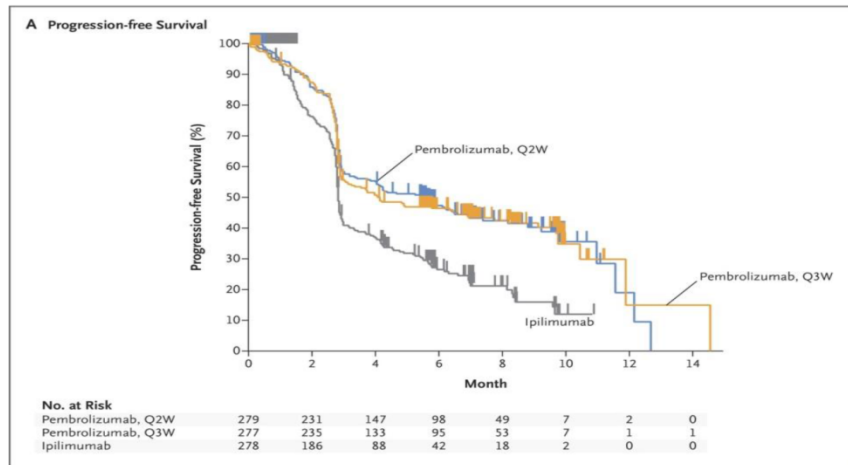 A Progression-free Survival
100
90
80
70
60
50
40
30
20
10
0
Progression-free Survival (%)
Pembrolizumab, Q2W
Pembrolizumab, Q3W
Ipilimumab
0 2 4 6 8 10 12 14
Month
No. at Risk
Pembrolizumab, Q2W 279 231 147 98 49 7 2 0
Pembrolizumab, Q3W 277 235 133 95 53 7 1 1
Ipilimumab 278 186 88 42 18 2 0 0